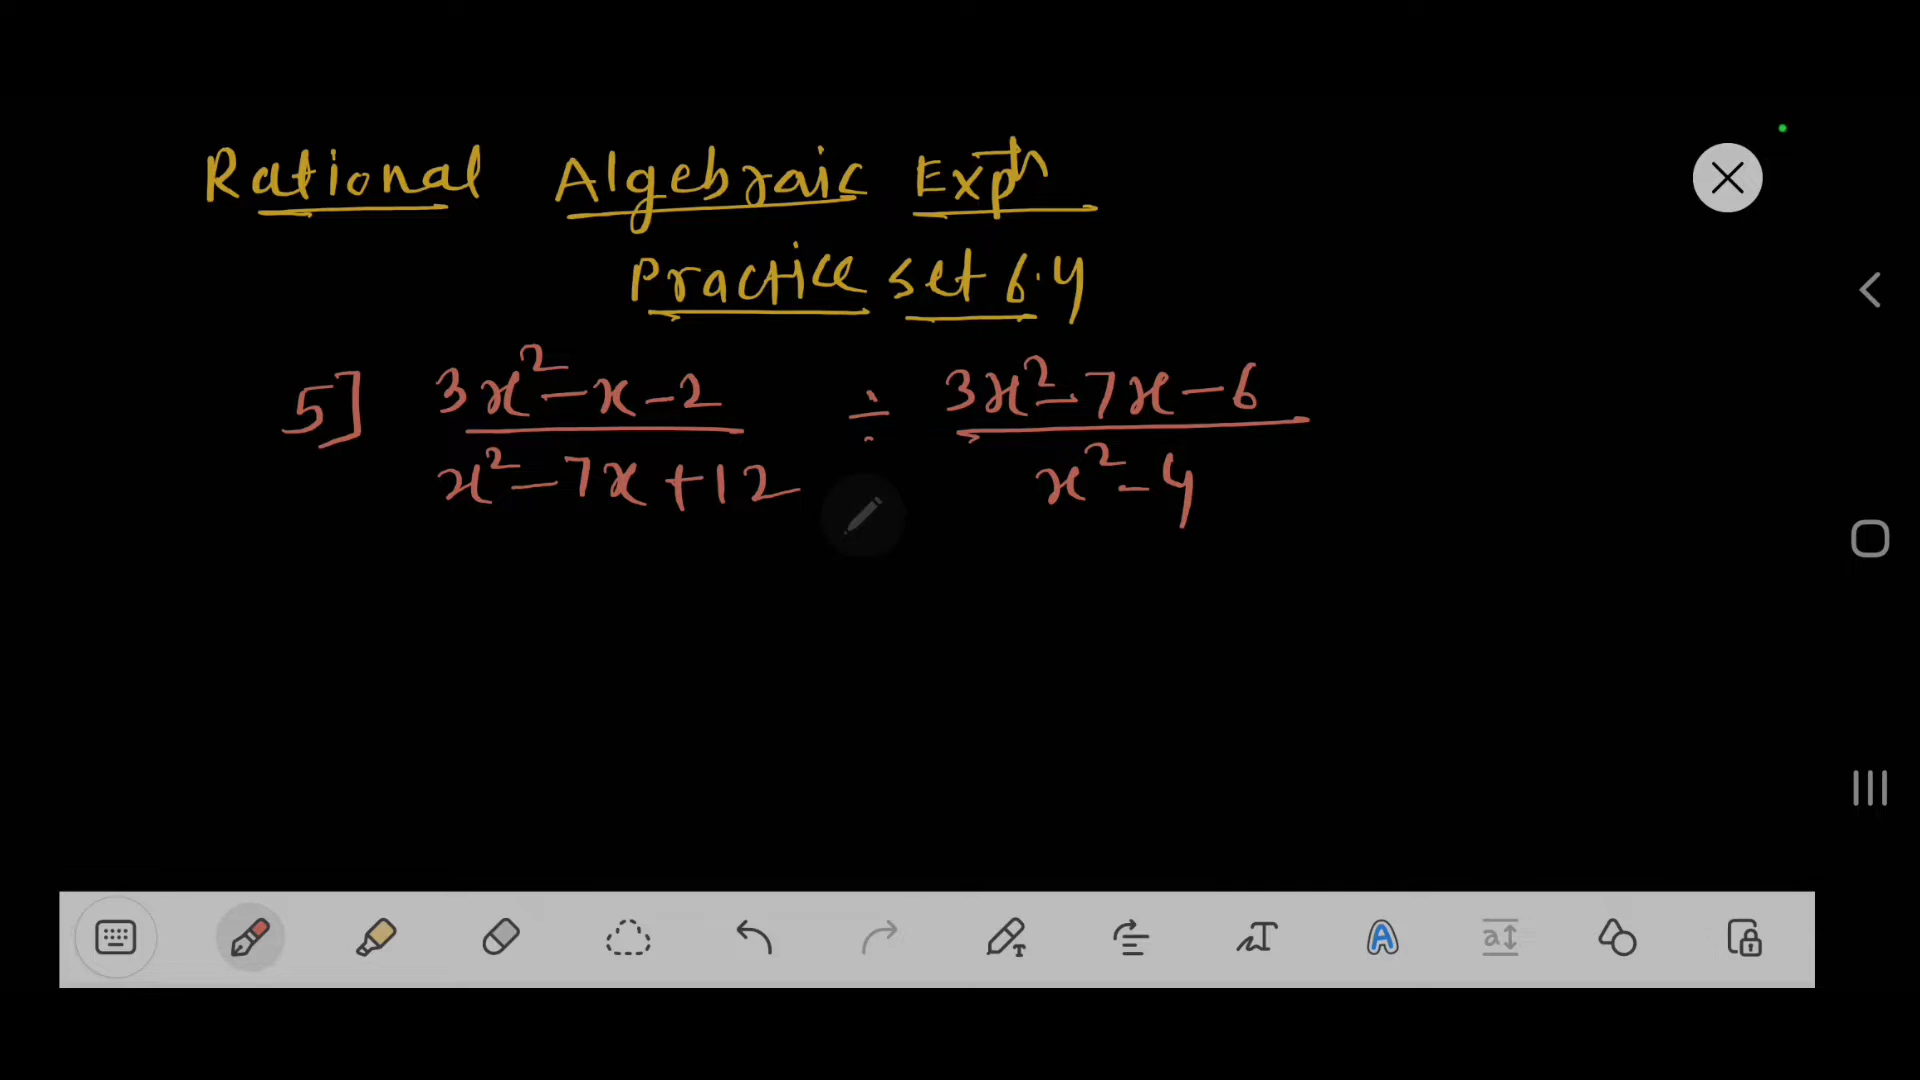 Rational Algebraic Expn
Practice set 6.4
5] 3x²-x-2 ÷ 3x²-7x-6
x²-7x+12 x²-4